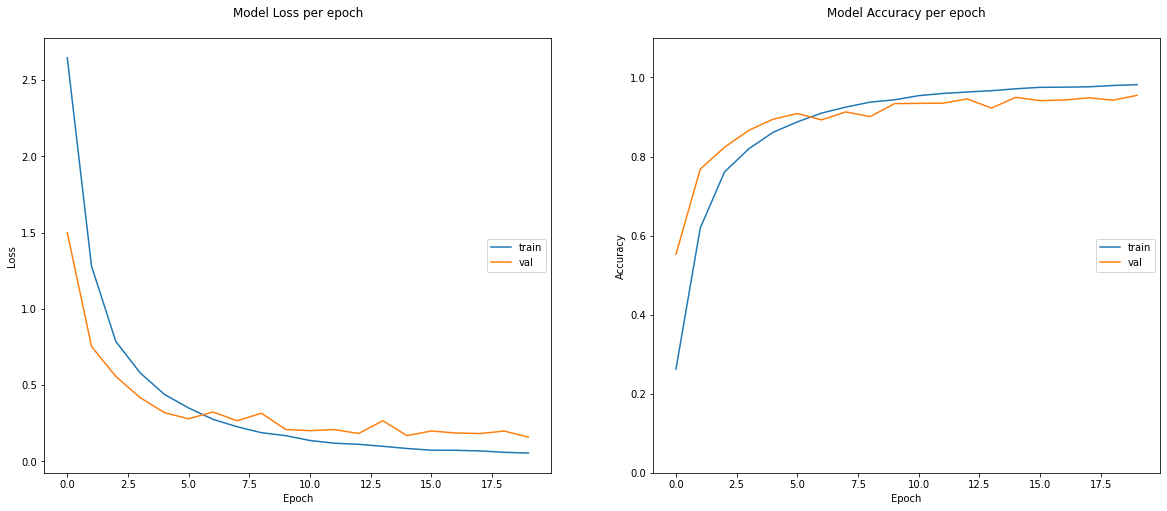 Model Loss per epoch
2.5
2.0
1.5
1.0
0.5
0.0
Loss
train
val
0.0 2.5 5.0 7.5 10.0 12.5 15.0 17.5
Epoch
Model Accuracy per epoch
1.0
0.8
0.6
0.4
0.2
0.0
Accuracy
train
val
0.0 2.5 5.0 7.5 10.0 12.5 15.0 17.5
Epoch